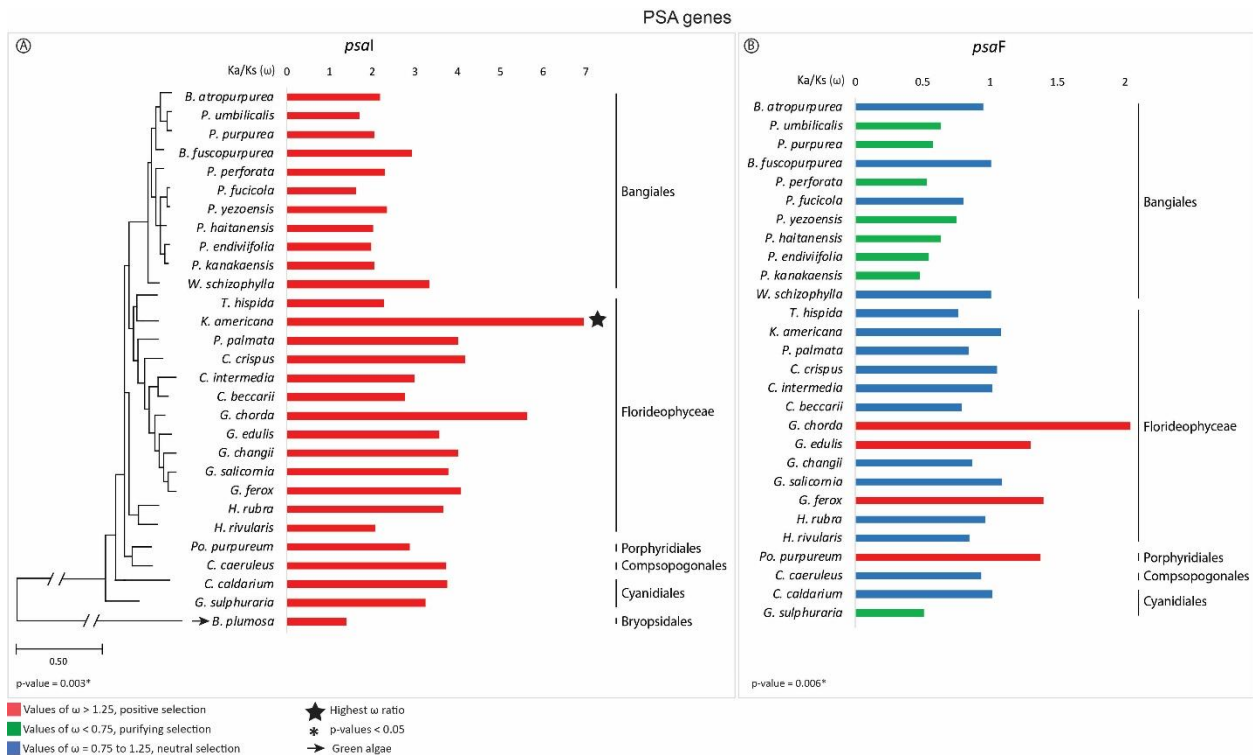 PSA genes
A
psaI
Ka/Ks (ω) 0 1 2 3 4 5 6 7
B. atropurpurea
P. umbilicalis
P. purpurea
B. fuscopurpurea
P. perforata
P. fucicola
P. yezoensis
P. haitanensis
P. endiviifolia
P. kanakaensis
W. schizophylla
Bangiales
T. hispida
K. americana
P. palmata
C. crispus
C. intermedia
C. beccarii
G. chorda
G. edulis
G. changii
G. salicornia
G. ferox
H. rubra
H. rivularis
Florideophyceae
Po. purpureum
Porphyridiales
C. caeruleus
Compsopogonales
C. caldarium
G. sulphuraria
Cyanidiales
B. plumosa
Bryopsidales
0.50
p-value = 0.003*
B
psaF
Ka/Ks (ω) 0 0.5 1 2
B. atropurpurea
P. umbilicalis
P. purpurea
B. fuscopurpurea
P. perforata
P. fucicola
P. yezoensis
P. haitanensis
P. endiviifolia
P. kanakaensis
W. schizophylla
Bangiales
T. hispida
K. americana
P. palmata
C. crispus
C. intermedia
C. beccarii
G. chorda
G. edulis
G. changii
G. salicornia
G. ferox
H. rubra
H. rivularis
Florideophyceae
Po. purpureum
Porphyridiales
C. caeruleus
Compsopogonales
C. caldarium
G. sulphuraria
Cyanidiales
p-value = 0.006*
Values of ω > 1.25, positive selection
Values of ω < 0.75, purifying selection
Values of ω = 0.75 to 1.25, neutral selection
Highest ω ratio
* p-values < 0.05
Green algae